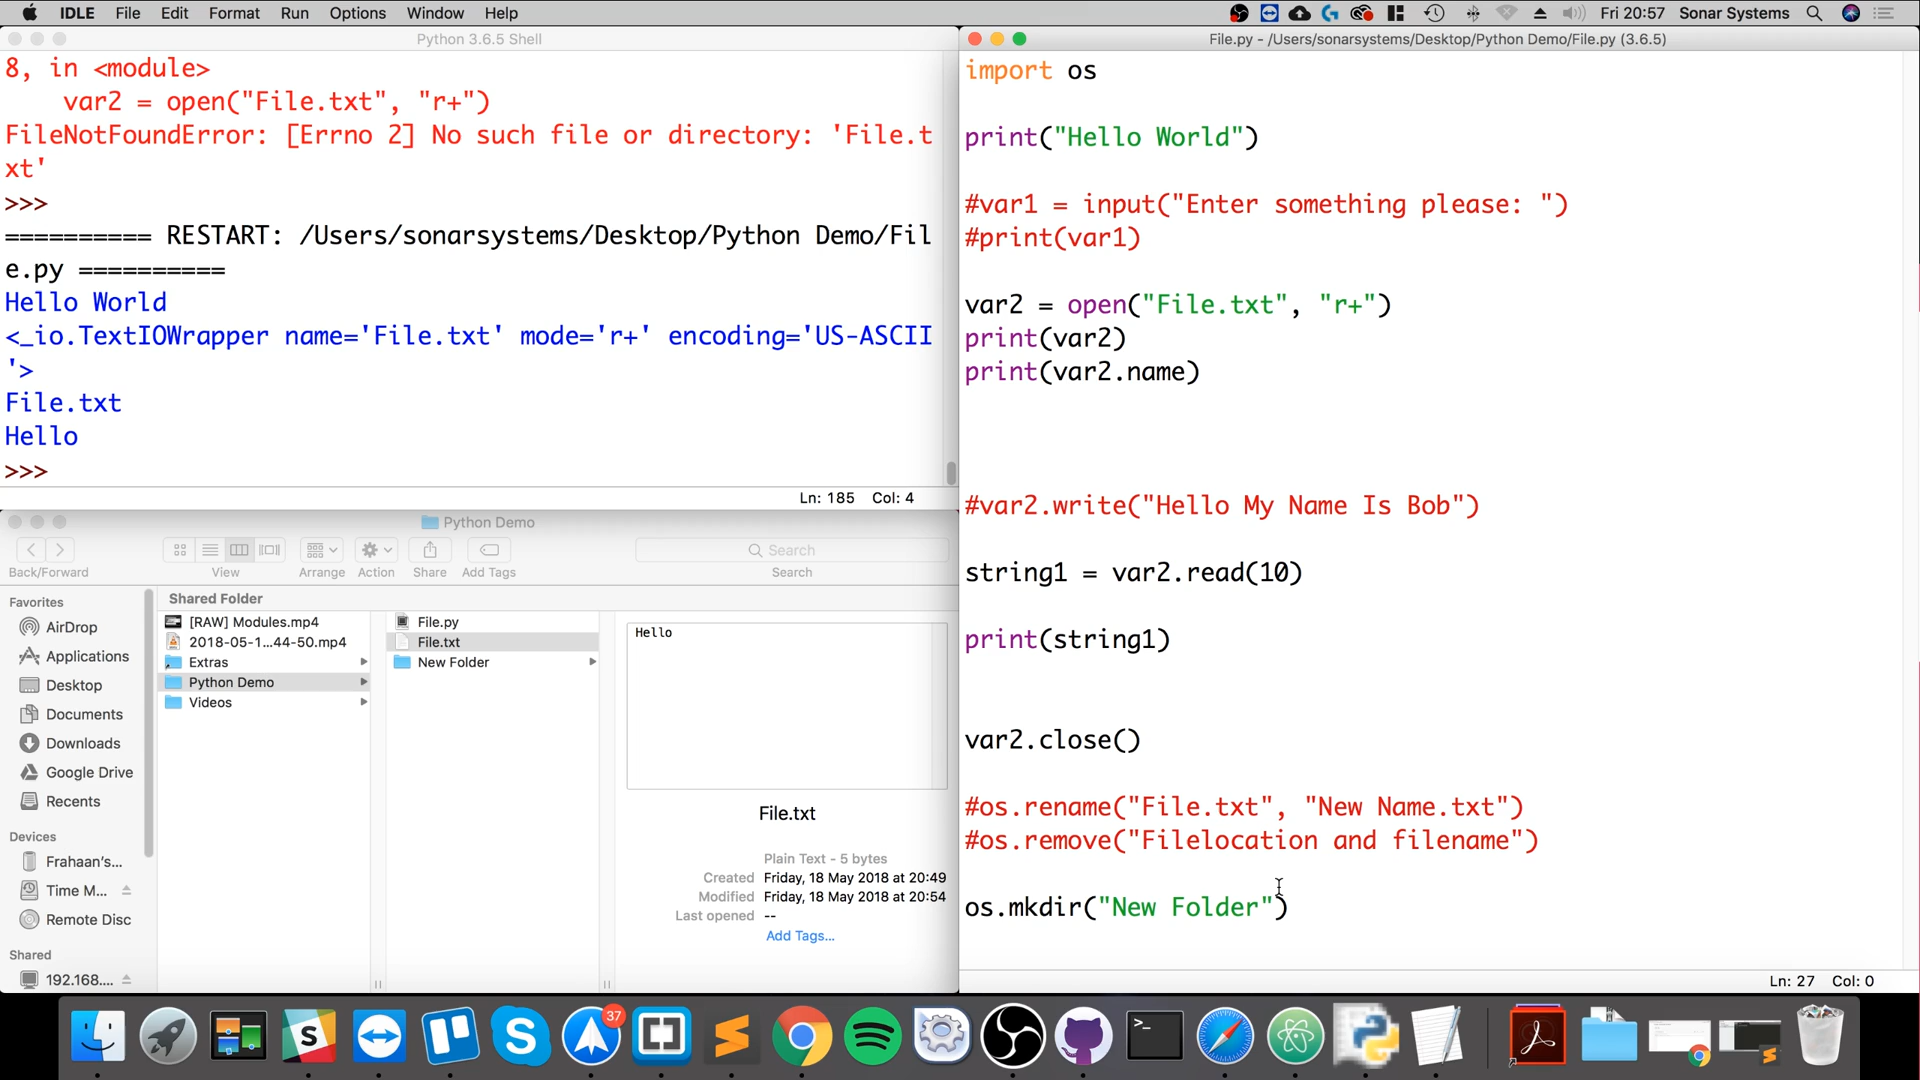 IDLE File Edit Format Run Options Window Help
Fri 20:57 Sonar Systems
Python 3.6.5 Shell
8, in <module>
    var2 = open("File.txt", "r+")
FileNotFoundError: [Errno 2] No such file or directory: 'File.t
xt'
>>>
========== RESTART: /Users/sonarsystems/Desktop/Python Demo/Fil
e.py ==========
Hello World
<_io.TextIOWrapper name='File.txt' mode='r+' encoding='US-ASCII
'>
File.txt
Hello
>>>
Ln: 185 Col: 4
File.py - /Users/sonarsystems/Desktop/Python Demo/File.py (3.6.5)
import os
print("Hello World")
#var1 = input("Enter something please: ")
#print(var1)
var2 = open("File.txt", "r+")
print(var2)
print(var2.name)
#var2.write("Hello My Name Is Bob")
string1 = var2.read(10)
print(string1)
var2.close()
#os.rename("File.txt", "New Name.txt")
#os.remove("Filelocation and filename")
os.mkdir("New Folder")
Ln: 27 Col: 0
Python Demo
Search
Back/Forward View Arrange Action Share Add Tags Search
Favorites
AirDrop
Applications
Desktop
Documents
Downloads
Google Drive
Recents
Devices
Frahaan's...
Time M...
Remote Disc
Shared
192.168....
Shared Folder
[RAW] Modules.mp4
2018-05-1...44-50.mp4
Extras
Python Demo
Videos
File.py
File.txt
New Folder
Hello
File.txt
Plain Text - 5 bytes
Created Friday, 18 May 2018 at 20:49
Modified Friday, 18 May 2018 at 20:54
Last opened --
Add Tags...
37